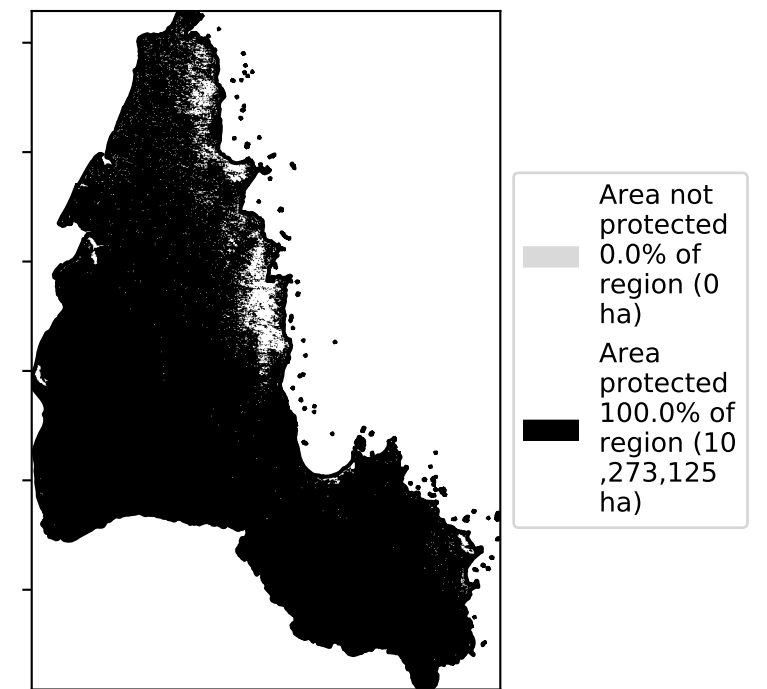 Area not
protected
0.0% of
region (0
ha)
Area
protected
100.0% of
region (10
,273,125
ha)